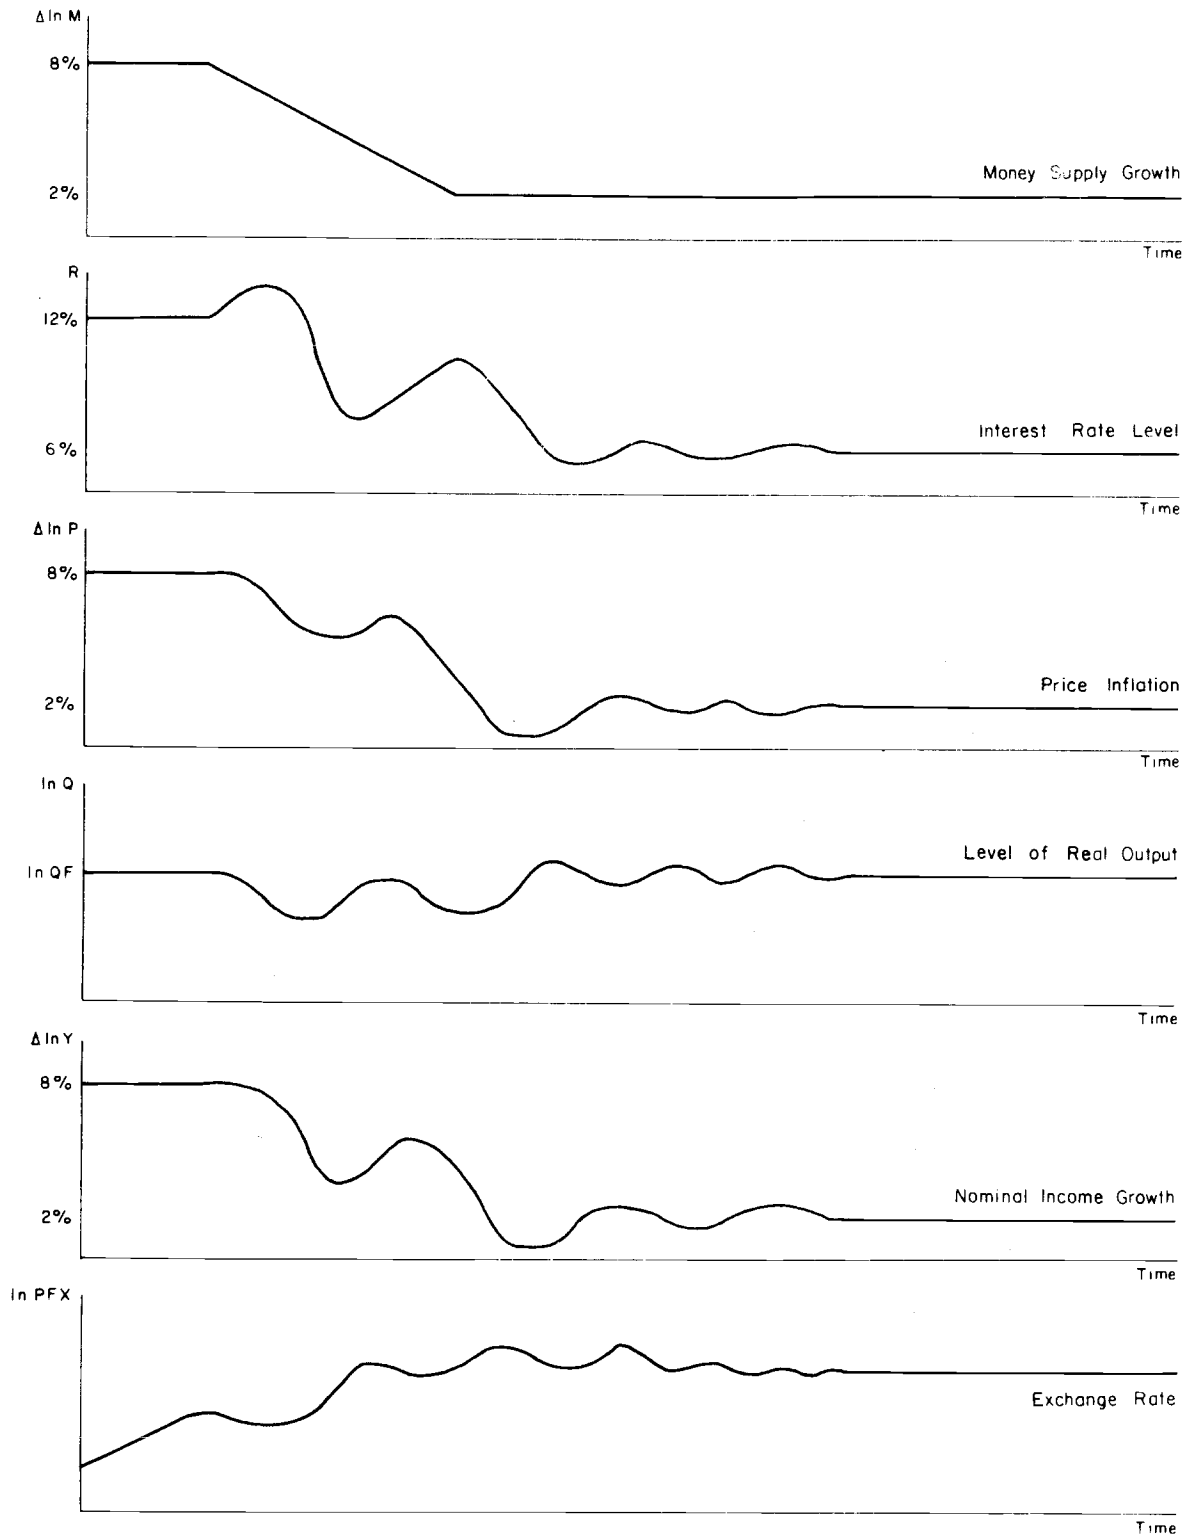 Δ ln M
8%
2%
Money Supply Growth
Time
R
12%
6%
Interest Rate Level
Time
Δ ln P
8%
2%
Price Inflation
Time
ln Q
ln QF
Level of Real Output
Time
Δ ln Y
8%
2%
Nominal Income Growth
Time
ln PFX
Exchange Rate
Time